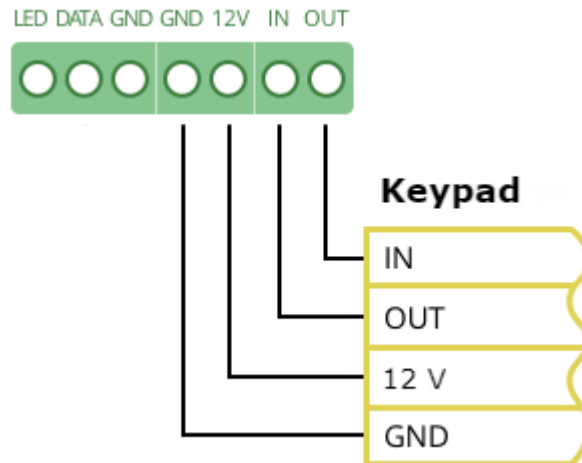 LED DATA GND GND 12V IN OUT
Keypad
IN
OUT
12 V
GND